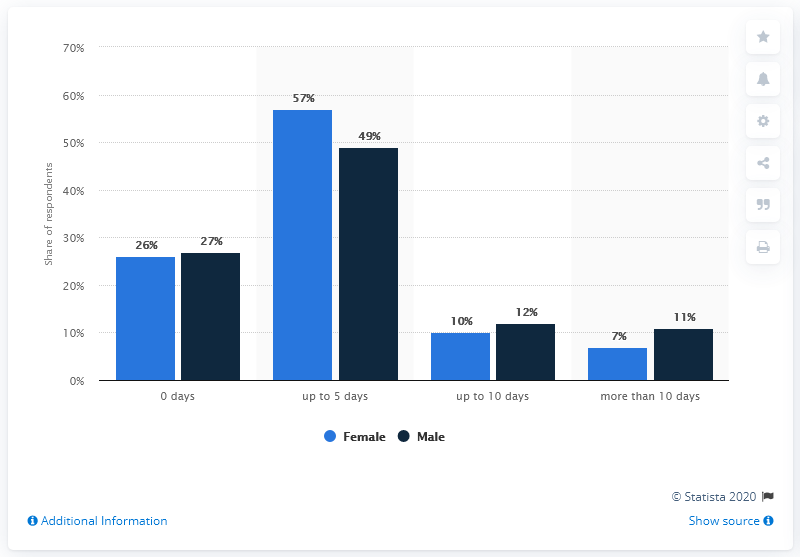 70%
60%
50%
40%
30%
20%
10%
0%
Share of respondents
26%
27%
57%
49%
10%
12%
7%
11%
0 days
up to 5 days
up to 10 days
more than 10 days
Female
Male
© Statista 2020
Additional Information
Show source